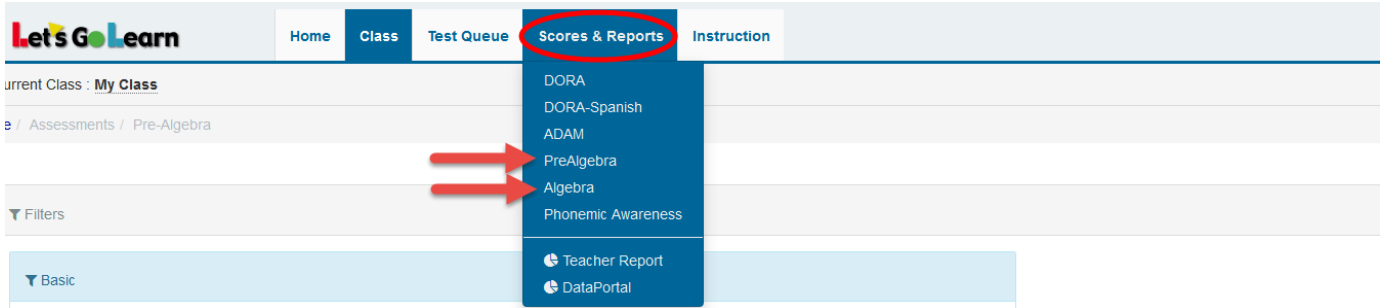 Let's Go Learn
Home Class Test Queue Scores & Reports Instruction
urrent Class : My Class
e / Assessments / Pre-Algebra
DORA
DORA-Spanish
ADAM
PreAlgebra
Algebra
Phonemic Awareness
Teacher Report
DataPortal
Filters
Basic